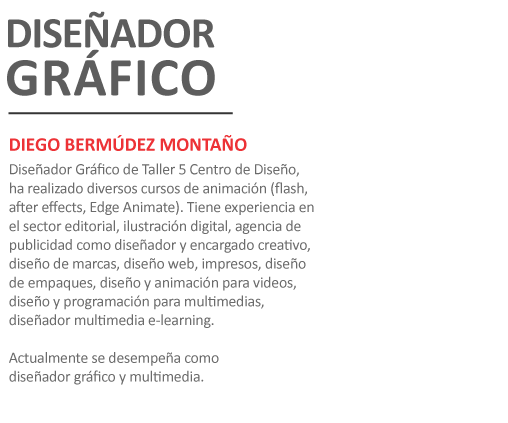 DISEÑADOR
GRÁFICO
DIEGO BERMÚDEZ MONTAÑO
Diseñador Gráfico de Taller 5 Centro de Diseño,
ha realizado diversos cursos de animación (flash,
after effects, Edge Animate). Tiene experiencia en
el sector editorial, ilustración digital, agencia de
publicidad como diseñador y encargado creativo,
diseño de marcas, diseño web, impresos, diseño
de empaques, diseño y animación para videos,
diseño y programación para multimedias,
diseñador multimedia e-learning.
Actualmente se desempeña como
diseñador gráfico y multimedia.